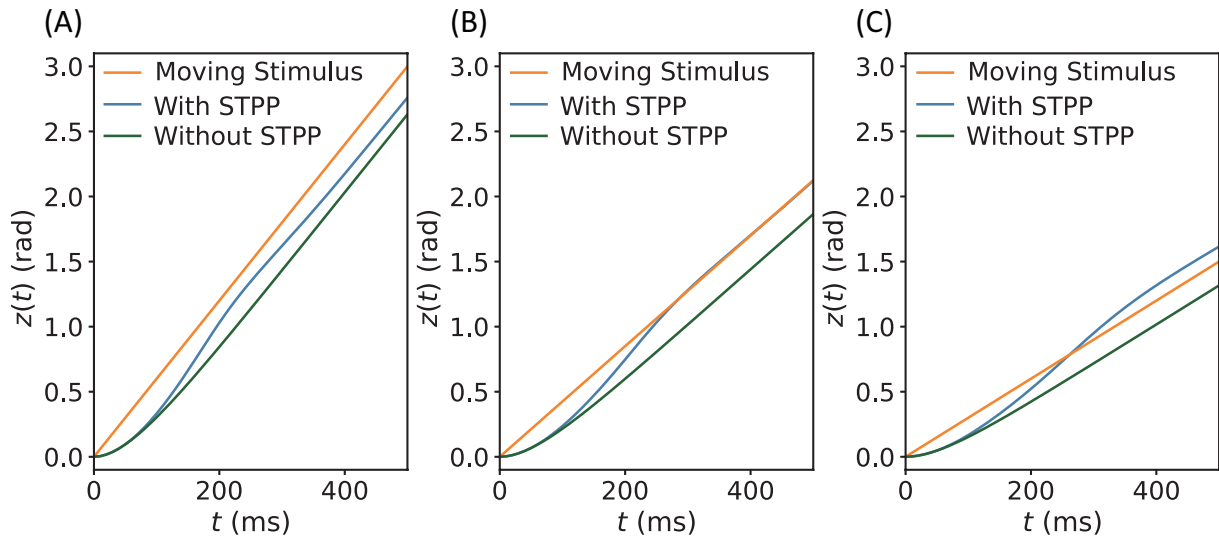 (A)
3.0
2.5
2.0
1.5
1.0
0.5
0.0
z(t) (rad)
Moving Stimulus
With STPP
Without STPP
0 200 400
t (ms)
(B)
3.0
2.5
2.0
1.5
1.0
0.5
0.0
z(t) (rad)
Moving Stimulus
With STPP
Without STPP
0 200 400
t (ms)
(C)
3.0
2.5
2.0
1.5
1.0
0.5
0.0
z(t) (rad)
Moving Stimulus
With STPP
Without STPP
0 200 400
t (ms)